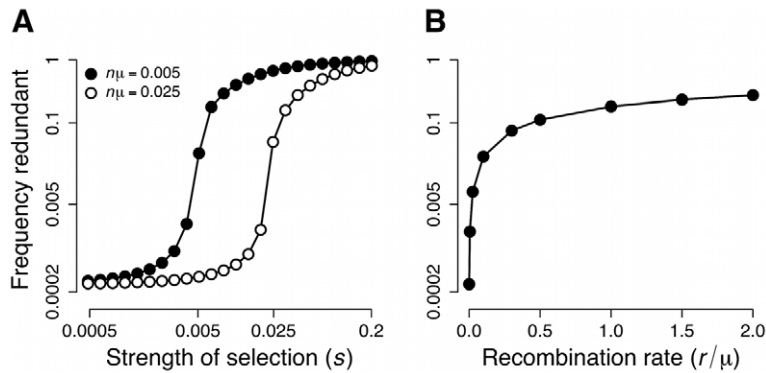 A
nμ = 0.005
nμ = 0.025
Frequency redundant
1
0.1
0.005
0.0002
0.0005
0.005
0.025
0.2
Strength of selection (s)
B
1
0.1
0.005
0.0002
0.0
0.5
1.0
1.5
2.0
Recombination rate (r/μ)